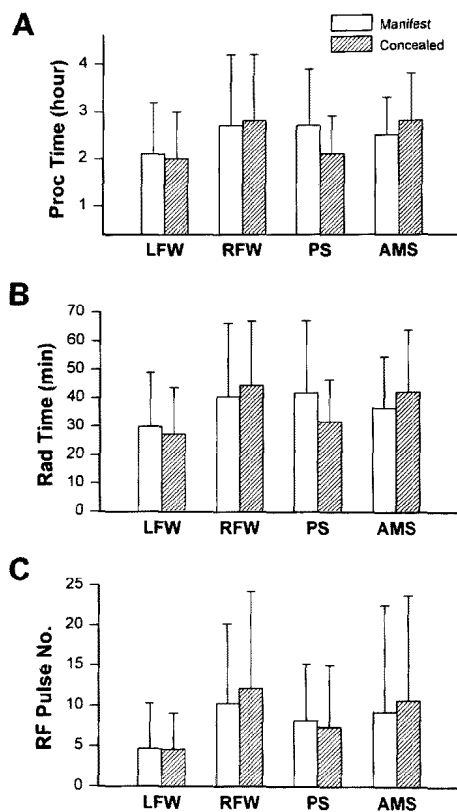 A
Manifest
Concealed
Proc Time (hour)
4
3
2
1
LFW RFW PS AMS
B
Rad Time (min)
70
60
50
40
30
20
10
0
LFW RFW PS AMS
C
RF Pulse No.
25
20
15
10
5
0
LFW RFW PS AMS